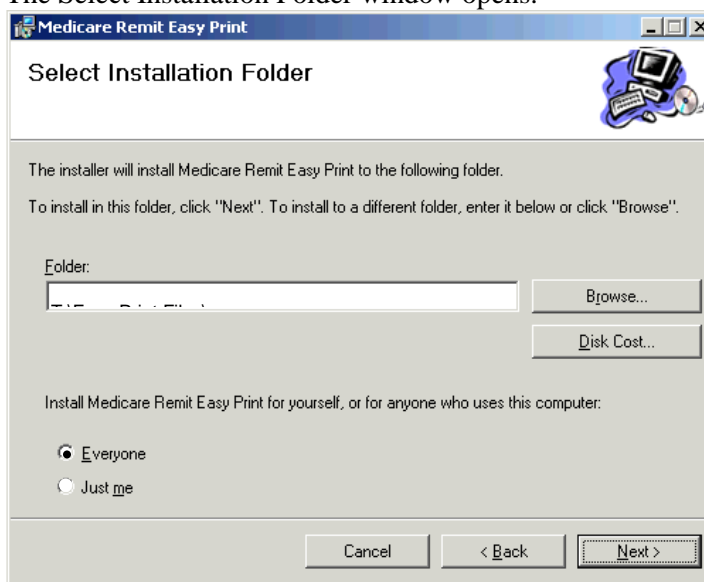 The Select Installation Folder window opens.
Medicare Remit Easy Print
Select Installation Folder
The installer will install Medicare Remit Easy Print to the following folder.
To install in this folder, click "Next". To install to a different folder, enter it below or click "Browse".
Folder:
Browse...
Disk Cost...
Install Medicare Remit Easy Print for yourself, or for anyone who uses this computer:
Everyone
Just me
Cancel
< Back
Next >